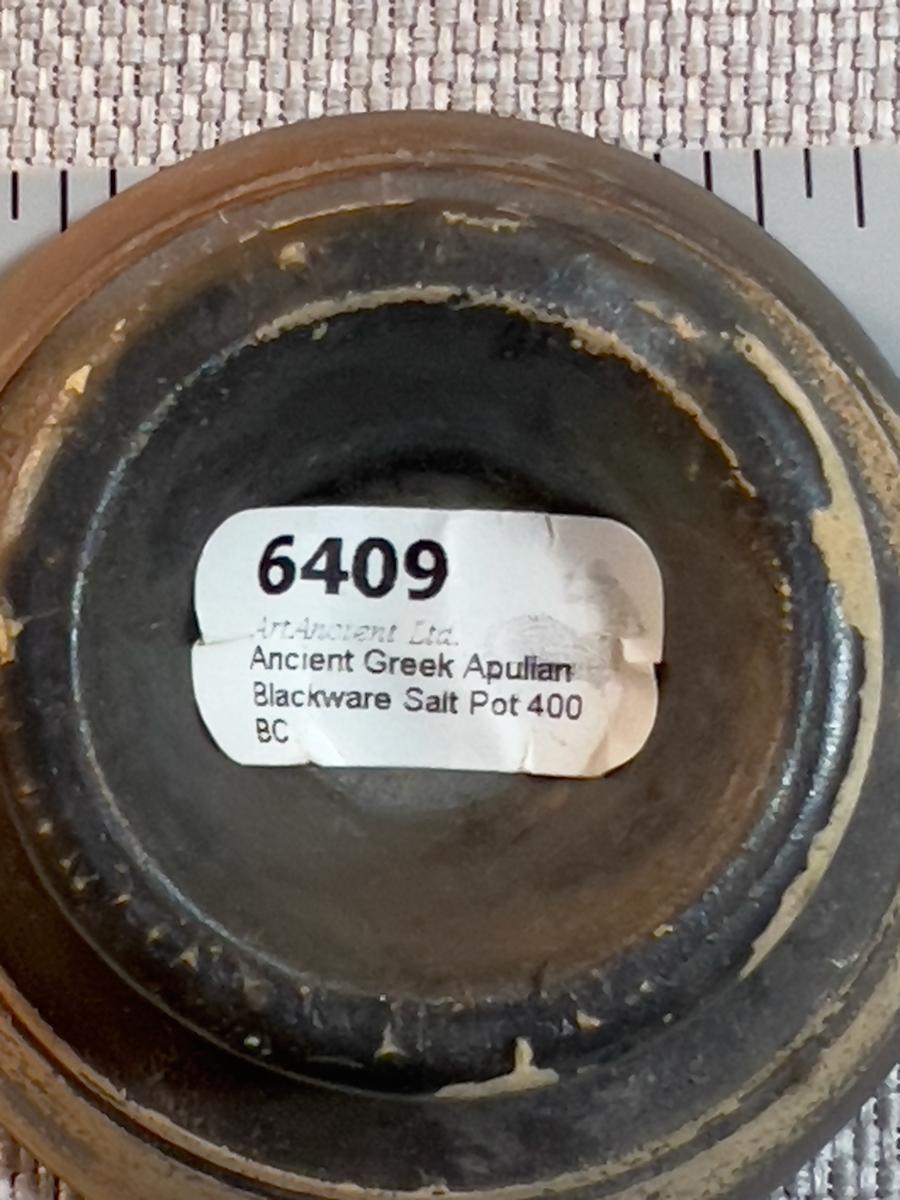 6409
ArtAncient Ltd.
Ancient Greek Apulian
Blackware Salt Pot 400
BC